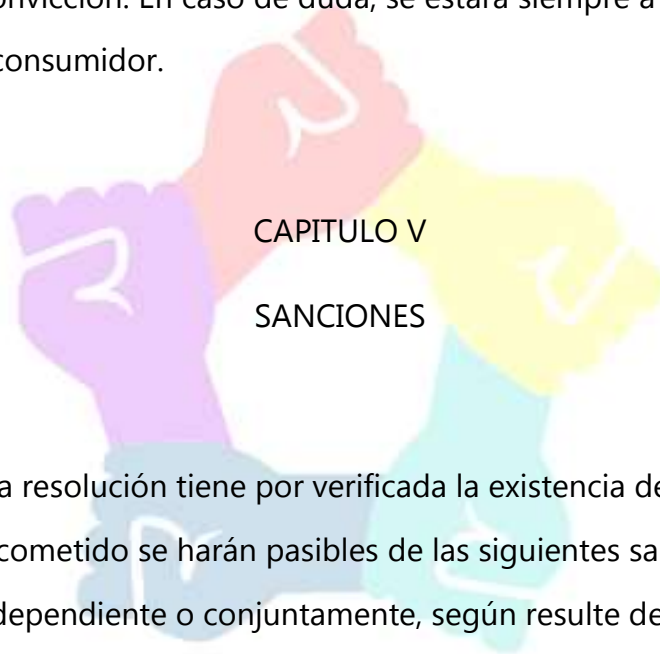 convicción. En caso de duda, se estará siempre a
consumidor.
CAPITULO V
SANCIONES
a resolución tiene por verificada la existencia de
cometido se harán pasibles de las siguientes sa
dependiente o conjuntamente, según resulte de